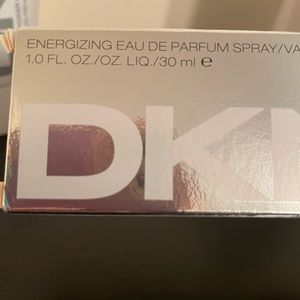 ENERGIZING EAU DE PARFUM SPRAY/VA
1.0 FL. OZ./OZ. LIQ./30 ml ℮
DK